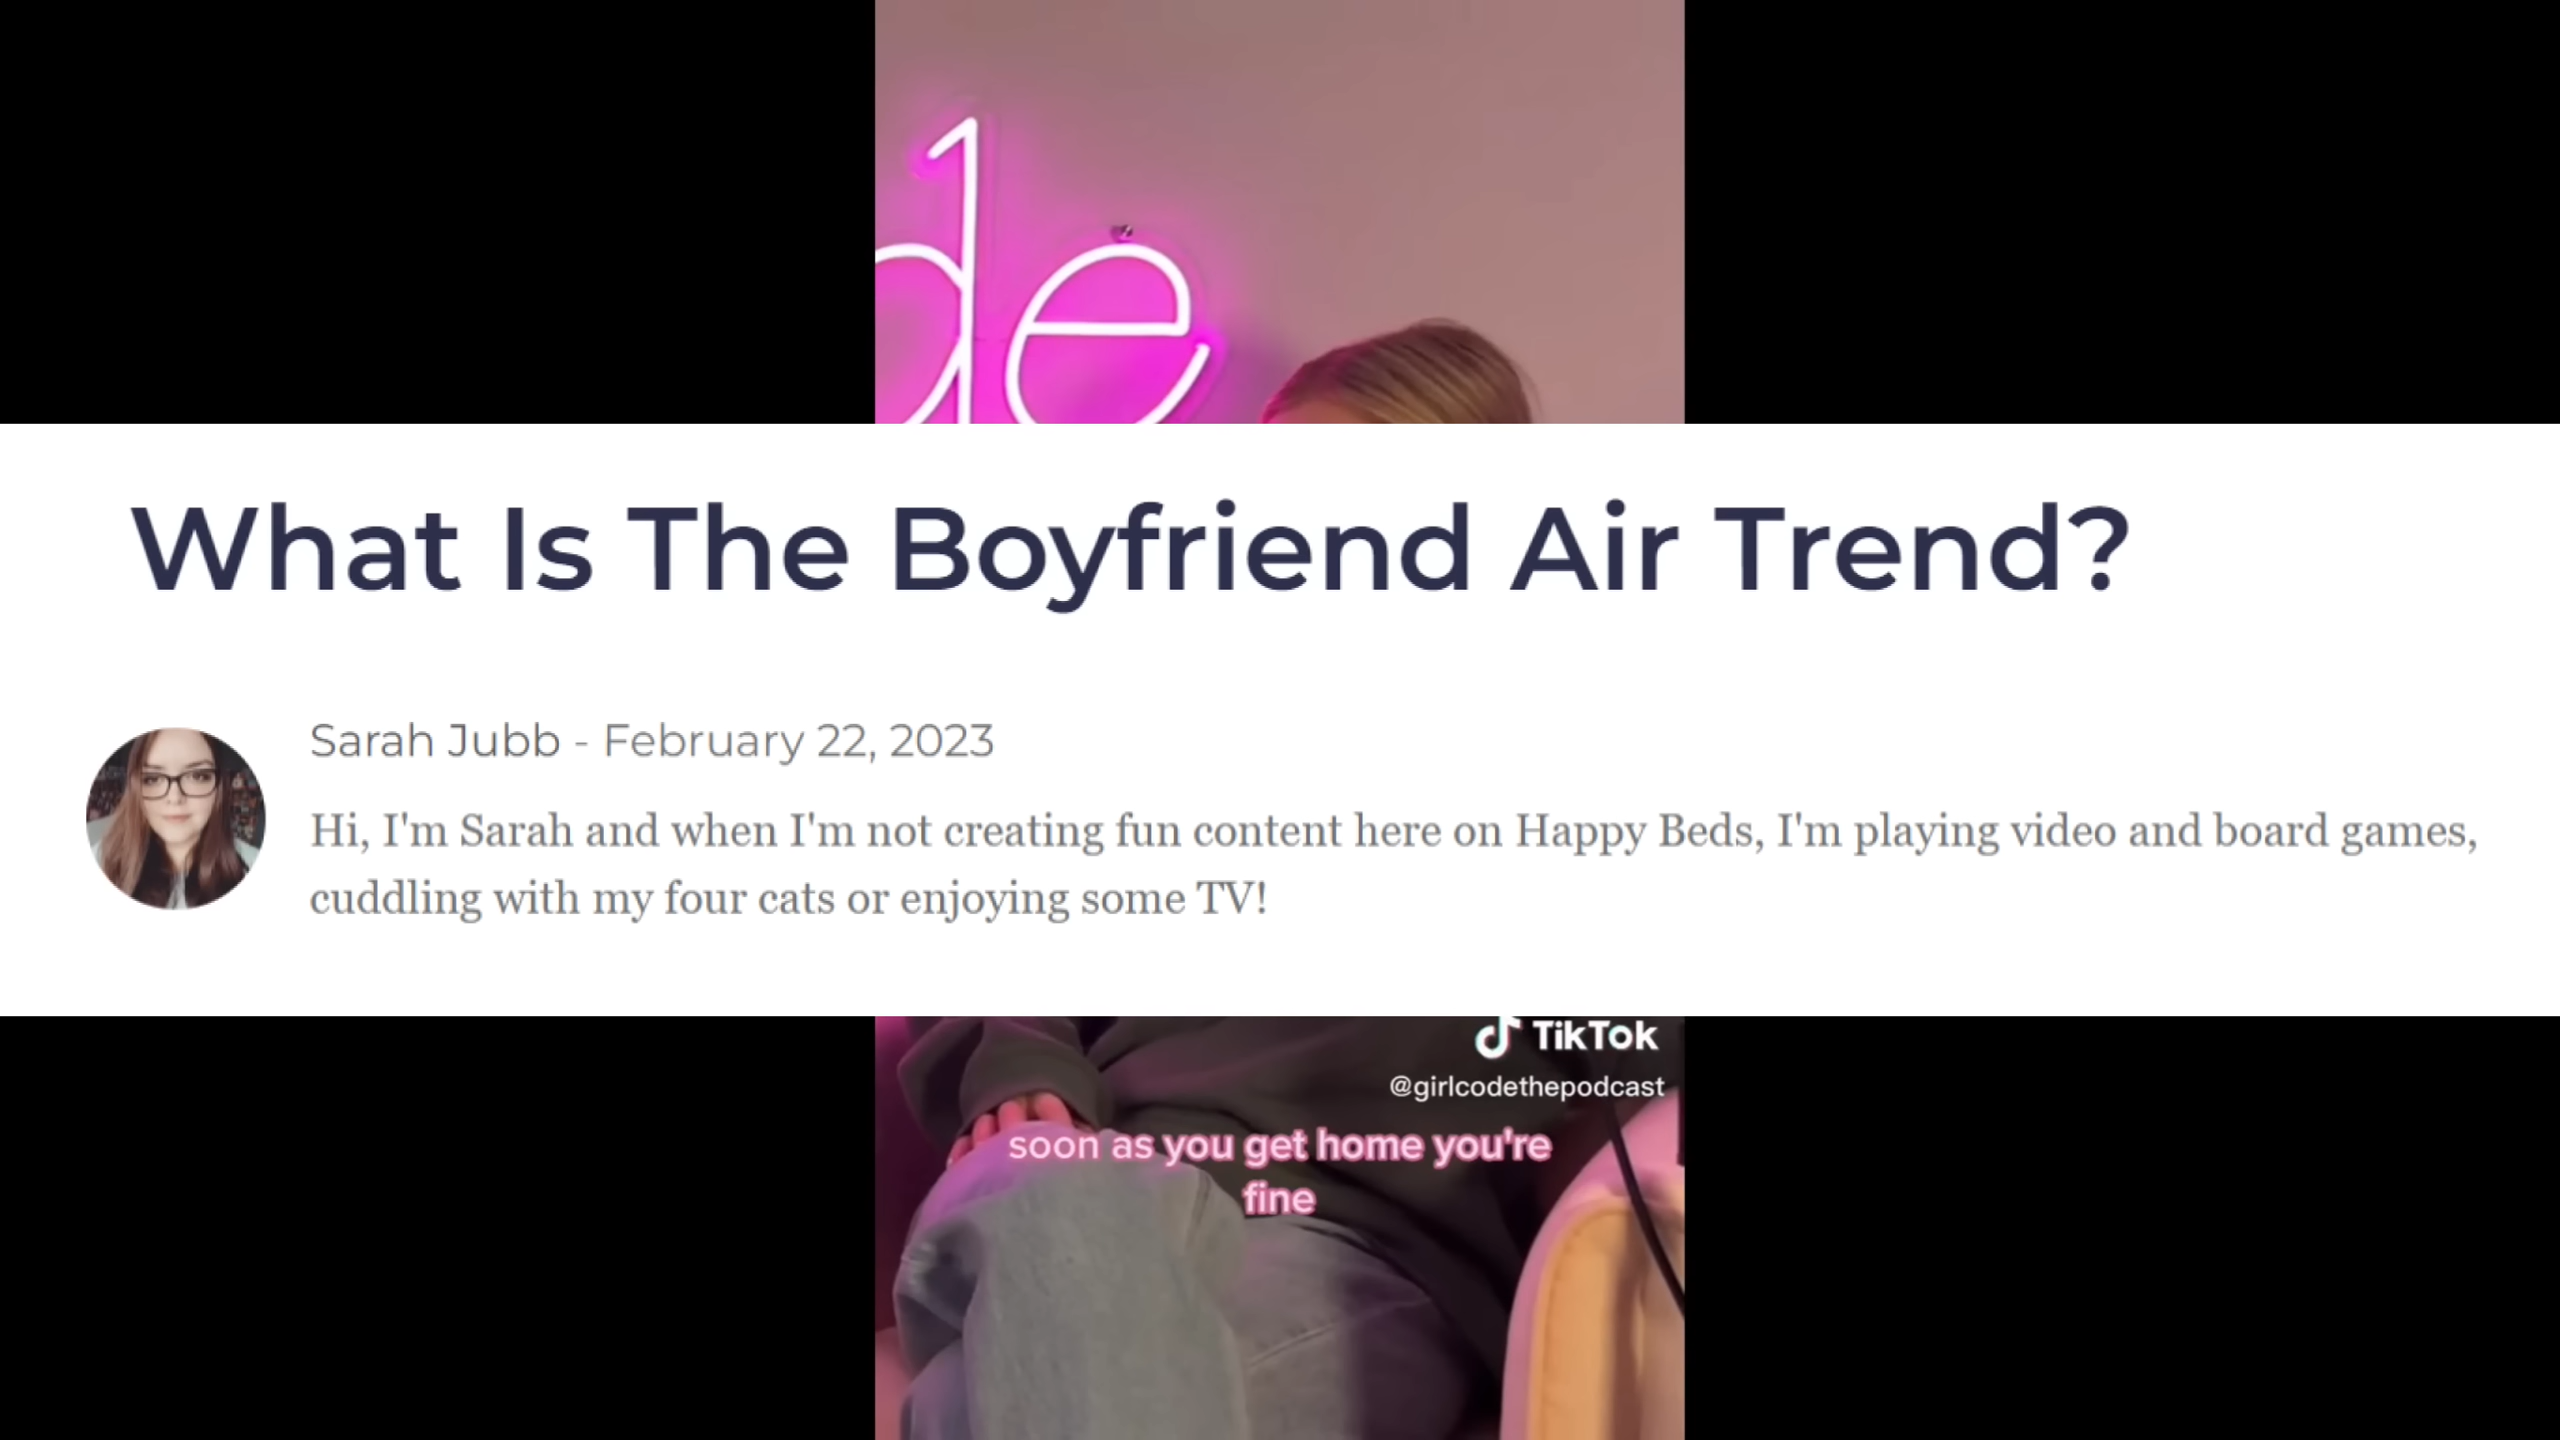 de
What Is The Boyfriend Air Trend?
Sarah Jubb - February 22, 2023
Hi, I'm Sarah and when I'm not creating fun content here on Happy Beds, I'm playing video and board games,
cuddling with my four cats or enjoying some TV!
TikTok
@girlcodethepodcast
soon as you get home you're
fine